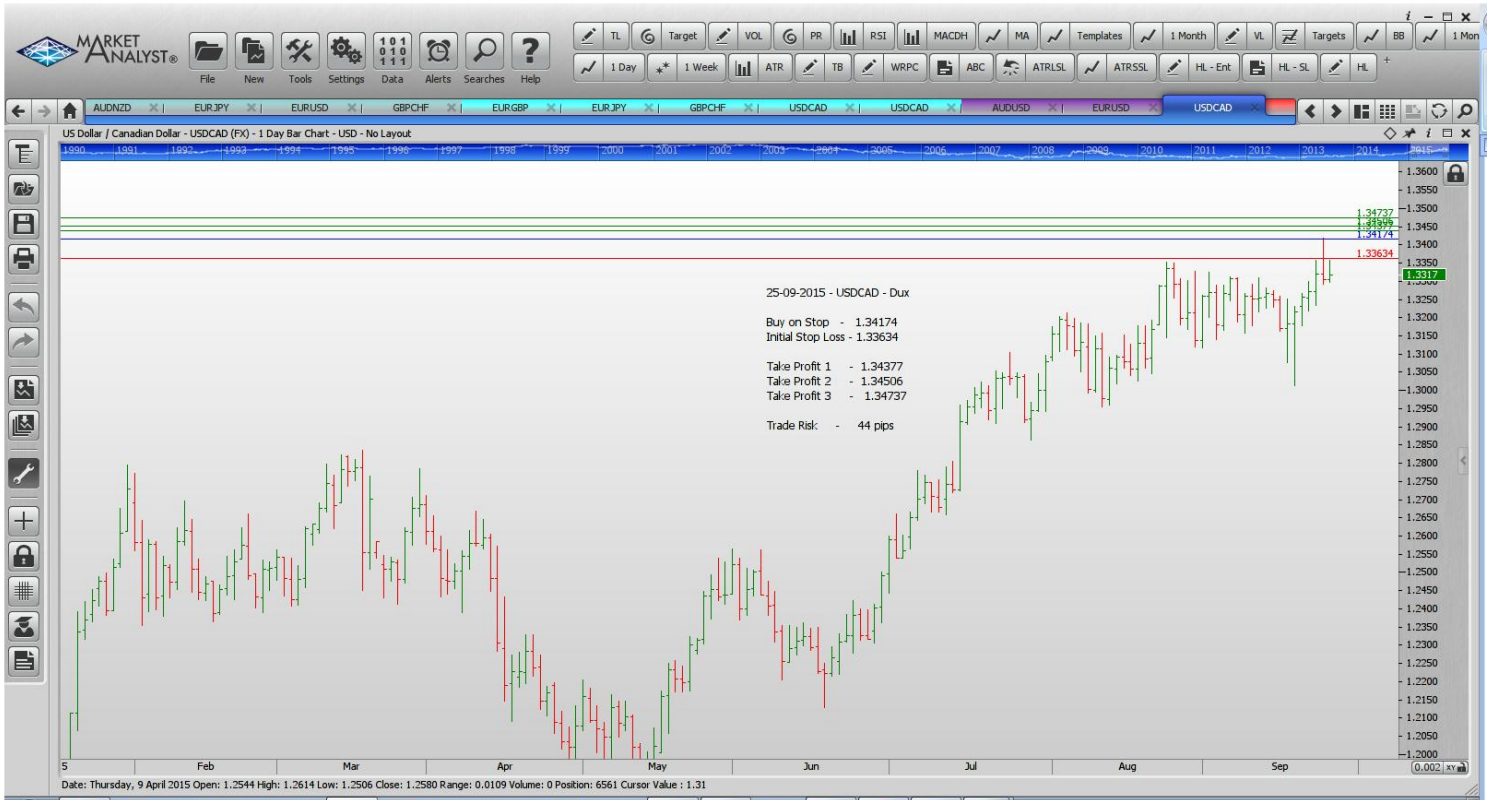 i
MARKET ANALYST®
File New Tools Settings Data Alerts Searches Help
TL Target VOL PR RSI MACDH MA Templates 1 Month VL Targets BB 1 Mon
1 Day 1 Week ATR TB WRPC ABC ATRLSL ATRSSL HL - Ent HL - SL HL +
AUDNZD EURJPY EURUSD GBPCHF EURGBP EURJPY GBPCHF USDCAD USDCAD AUDUSD EURUSD USDCAD
US Dollar / Canadian Dollar - USDCAD (FX) - 1 Day Bar Chart - USD - No Layout
1990 1991 1992 1993 1994 1995 1996 1997 1998 1999 2000 2001 2002 2003 2004 2005 2006 2007 2008 2009 2010 2011 2012 2013 2014 2015
1.3600
1.3550
1.3500
1.34737
1.34506
1.3450
1.34377
1.34174
1.3400
1.33634
1.3350
1.3317
1.3300
1.3250
1.3200
1.3150
1.3100
1.3050
1.3000
1.2950
1.2900
1.2850
1.2800
1.2750
1.2700
1.2650
1.2600
1.2550
1.2500
1.2450
1.2400
1.2350
1.2300
1.2250
1.2200
1.2150
1.2100
1.2050
1.2000
25-09-2015 - USDCAD - Dux
Buy on Stop - 1.34174
Initial Stop Loss - 1.33634
Take Profit 1 - 1.34377
Take Profit 2 - 1.34506
Take Profit 3 - 1.34737
Trade Risk - 44 pips
5 Feb Mar Apr May Jun Jul Aug Sep
0.002 XY
Date: Thursday, 9 April 2015 Open: 1.2544 High: 1.2614 Low: 1.2506 Close: 1.2580 Range: 0.0109 Volume: 0 Position: 6561 Cursor Value : 1.31